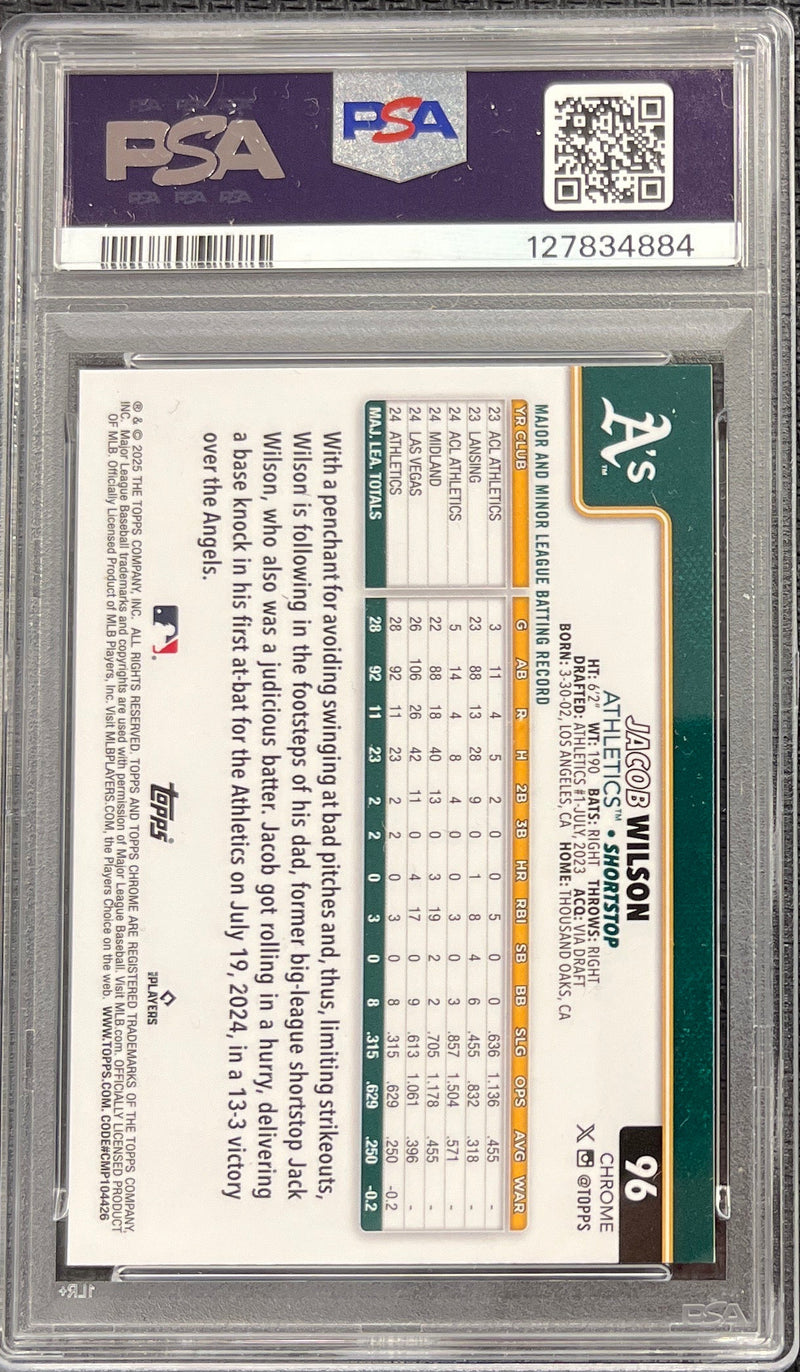 PSA
PSA PSA PSA
PSA
PSA PSA PSA
127834884
A's™
96
CHROME
@TOPPS
JACOB WILSON
ATHLETICS™ • SHORTSTOP
HT: 6'2" WT: 190 BATS: RIGHT THROWS: RIGHT
DRAFTED: ATHLETICS #1-JULY, 2023 ACQ: VIA DRAFT
BORN: 3-30-02, LOS ANGELES, CA HOME: THOUSAND OAKS, CA
MAJOR AND MINOR LEAGUE BATTING RECORD
YR CLUB G AB R H 2B 3B HR RBI SB BB SLG OPS AVG WAR
23 ACL ATHLETICS 3 11 4 5 2 0 0 5 0 0 .636 1.136 .455 -
23 LANSING 23 88 13 28 9 0 1 8 4 6 .455 .832 .318 -
24 ACL ATHLETICS 5 14 4 8 4 0 0 3 0 3 .857 1.504 .571 -
24 MIDLAND 22 88 18 40 13 0 3 19 2 2 .705 1.178 .455 -
24 LAS VEGAS 26 106 26 42 11 0 4 17 0 9 .613 1.061 .396 -
24 ATHLETICS 28 92 11 23 2 2 0 3 0 8 .315 .629 .250 -0.2
MAJ. LEA. TOTALS 28 92 11 23 2 2 0 3 0 8 .315 .629 .250 -0.2
With a penchant for avoiding swinging at bad pitches and, thus, limiting strikeouts,
Wilson is following in the footsteps of his dad, former big-league shortstop Jack
Wilson, who also was a judicious batter. Jacob got rolling in a hurry, delivering
a base knock in his first at-bat for the Athletics on July 19, 2024, in a 13-3 victory
over the Angels.
topps
PLAYERS
® & © 2025 THE TOPPS COMPANY, INC. ALL RIGHTS RESERVED. TOPPS AND TOPPS CHROME ARE REGISTERED TRADEMARKS OF THE TOPPS COMPANY,
INC. Major League Baseball trademarks and copyrights are used with permission of Major League Baseball. Visit MLB.com. OFFICIALLY LICENSED PRODUCT
OF MLB. Officially Licensed Product of MLB Players, Inc. Visit MLBPLAYERS.COM, the Players Choice on the web. WWW.TOPPS.COM. CODE#CMP104426
1LR+
PSA